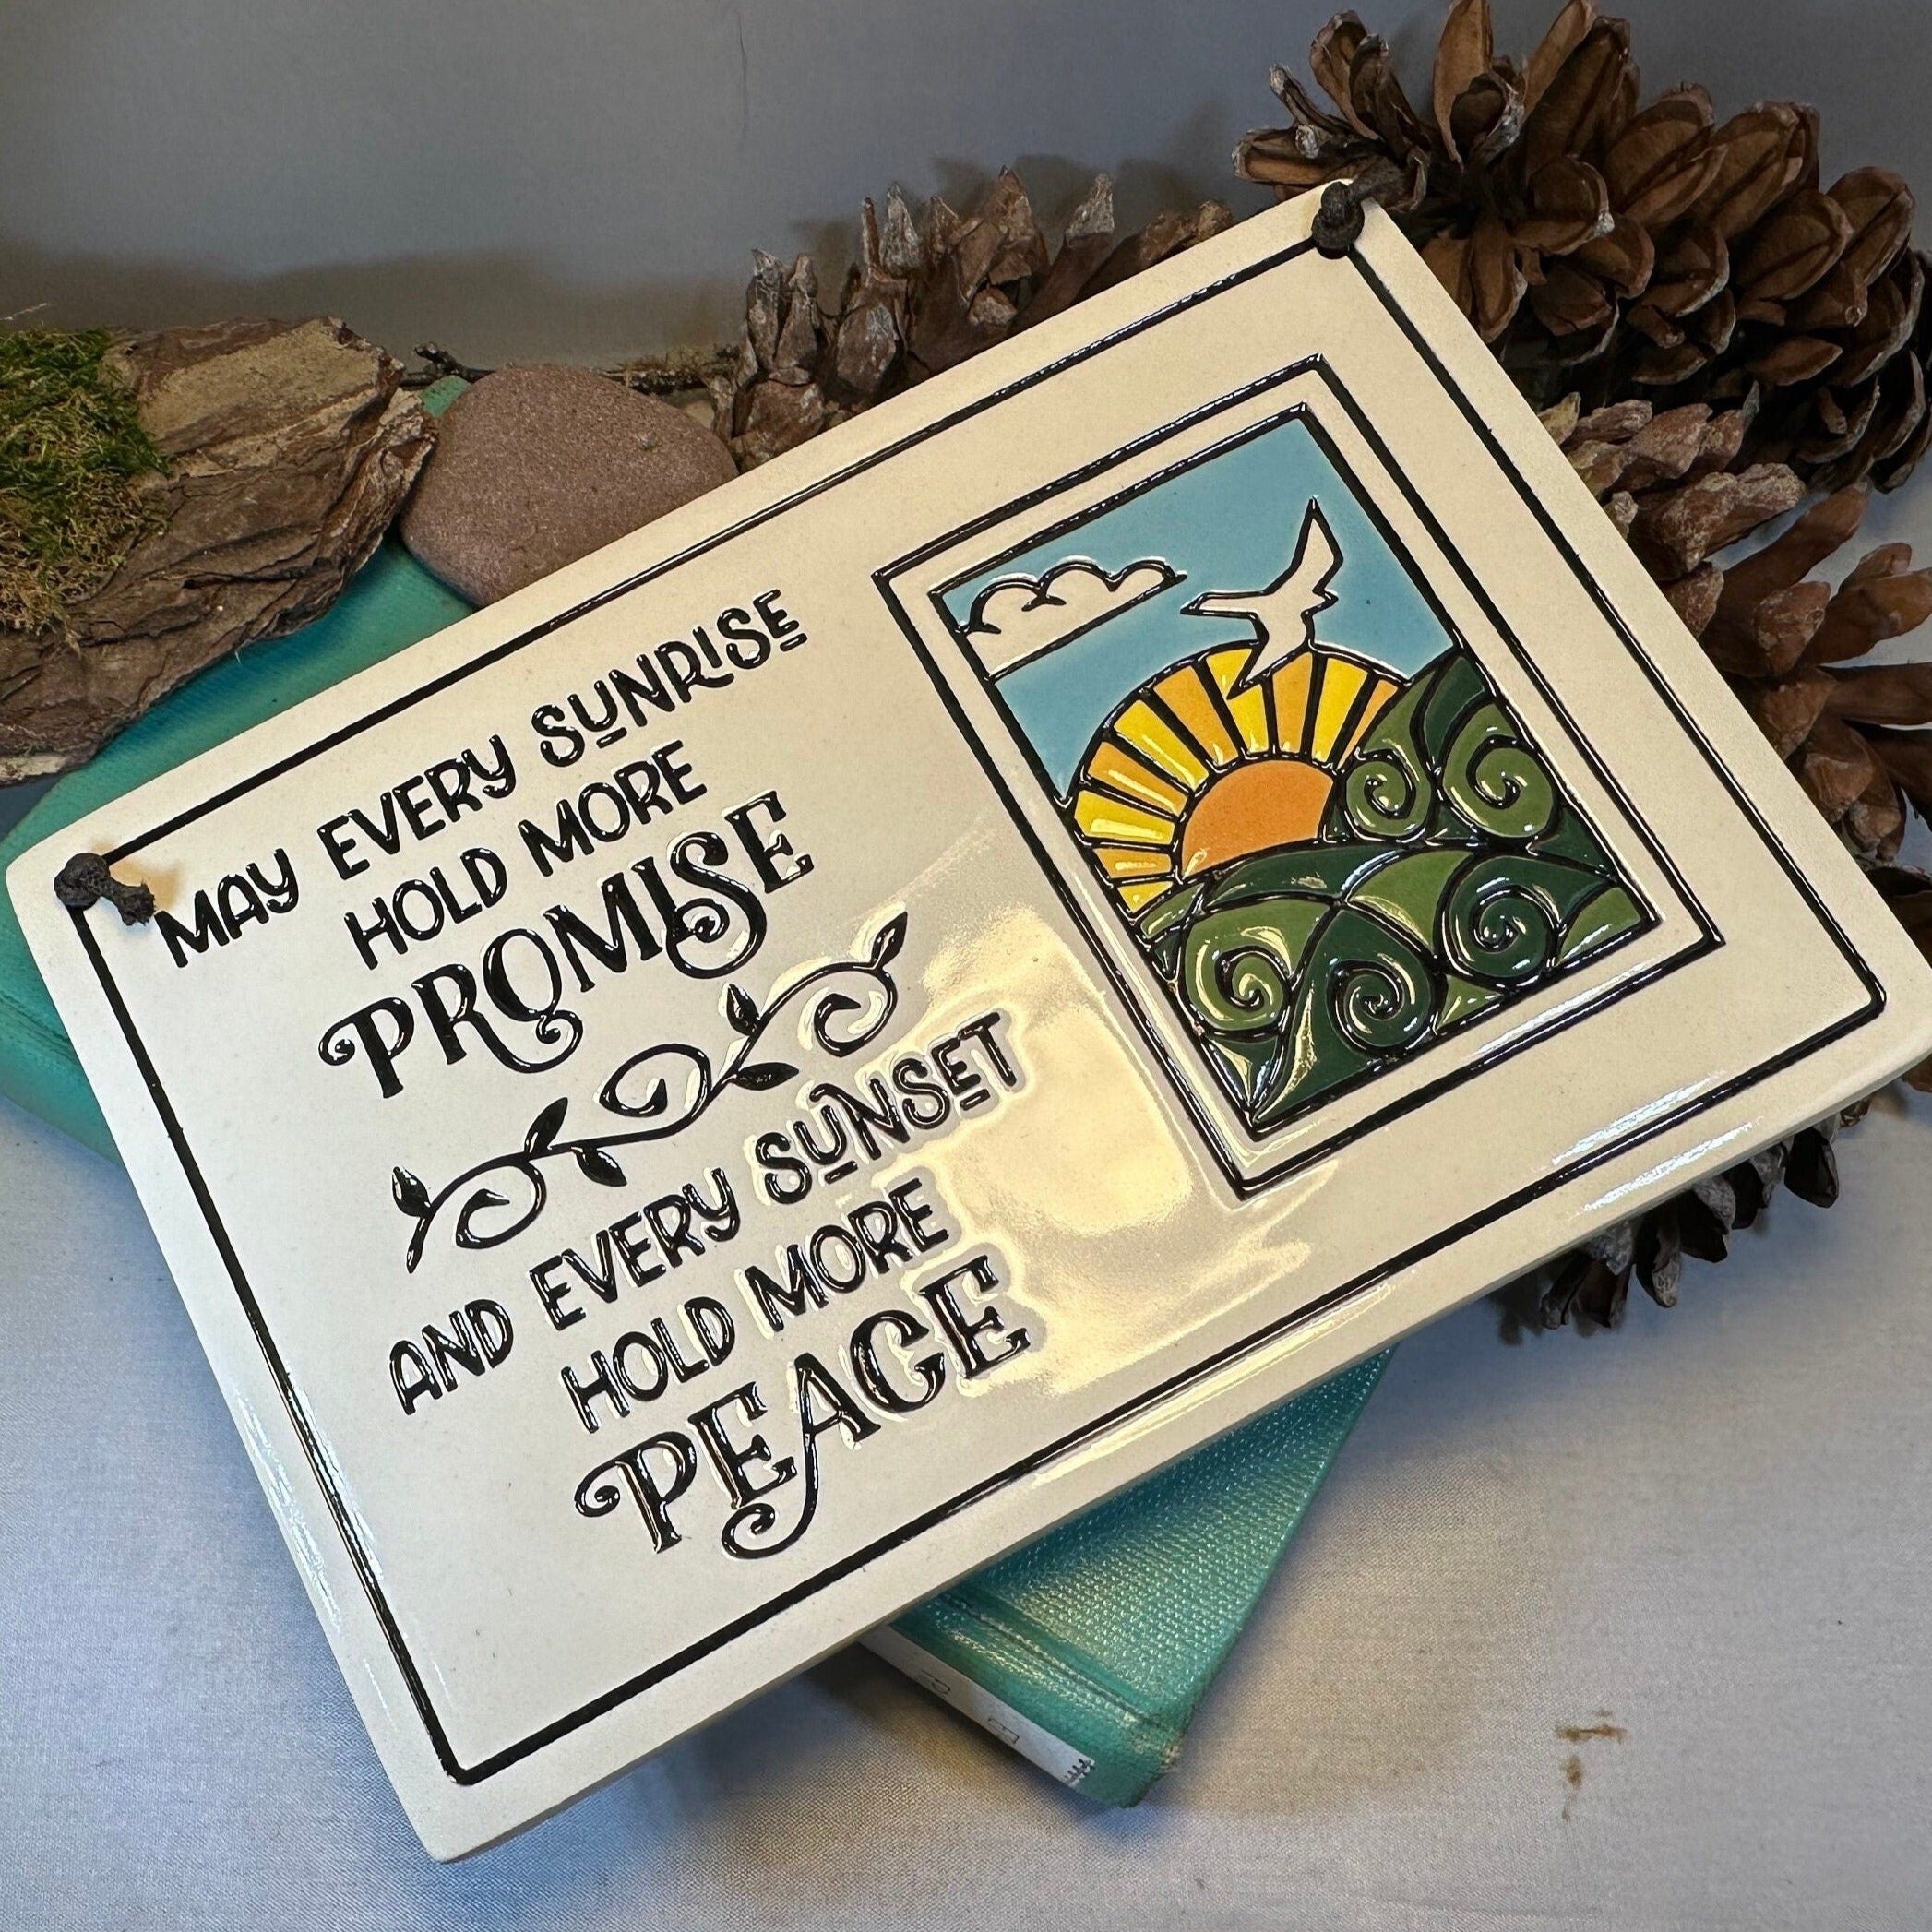 MAY EVERY SUNRISE
HOLD MORE
PROMISE
AND EVERY SUNSET
HOLD MORE
PEACE